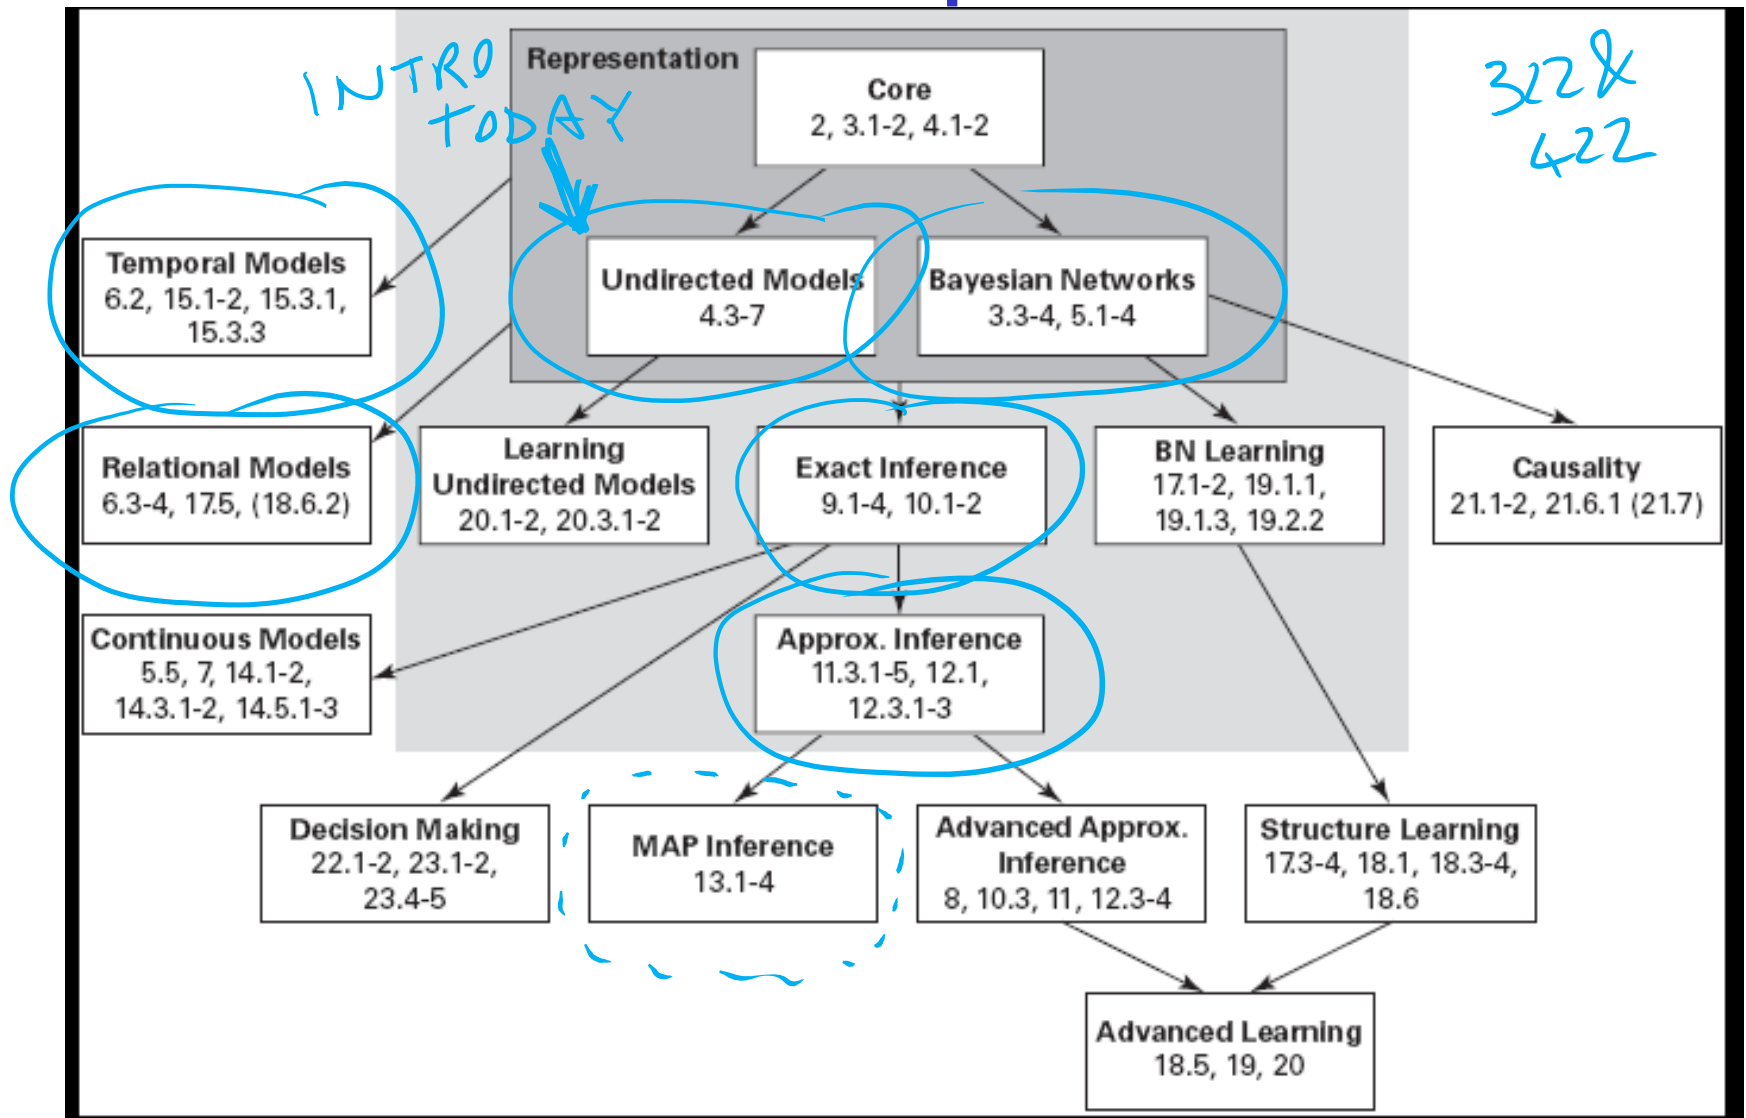 INTRO
TODAY
322&
422
Representation
Core
2, 3.1-2, 4.1-2
Temporal Models
6.2, 15.1-2, 15.3.1,
15.3.3
Undirected Models
4.3-7
Bayesian Networks
3.3-4, 5.1-4
Relational Models
6.3-4, 17.5, (18.6.2)
Learning
Undirected Models
20.1-2, 20.3.1-2
Exact Inference
9.1-4, 10.1-2
BN Learning
17.1-2, 19.1.1,
19.1.3, 19.2.2
Causality
21.1-2, 21.6.1 (21.7)
Continuous Models
5.5, 7, 14.1-2,
14.3.1-2, 14.5.1-3
Approx. Inference
11.3.1-5, 12.1,
12.3.1-3
Decision Making
22.1-2, 23.1-2,
23.4-5
MAP Inference
13.1-4
Advanced Approx.
Inference
8, 10.3, 11, 12.3-4
Structure Learning
17.3-4, 18.1, 18.3-4,
18.6
Advanced Learning
18.5, 19, 20